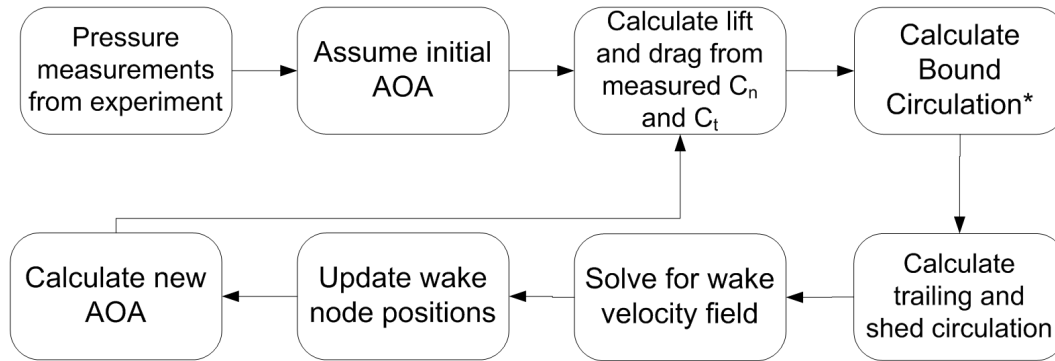 Pressure
measurements
from experiment
Assume initial
AOA
Calculate lift
and drag from
measured Cₙ
and Cₜ
Calculate
Bound
Circulation*
Calculate new
AOA
Update wake
node positions
Solve for wake
velocity field
Calculate
trailing and
shed circulation